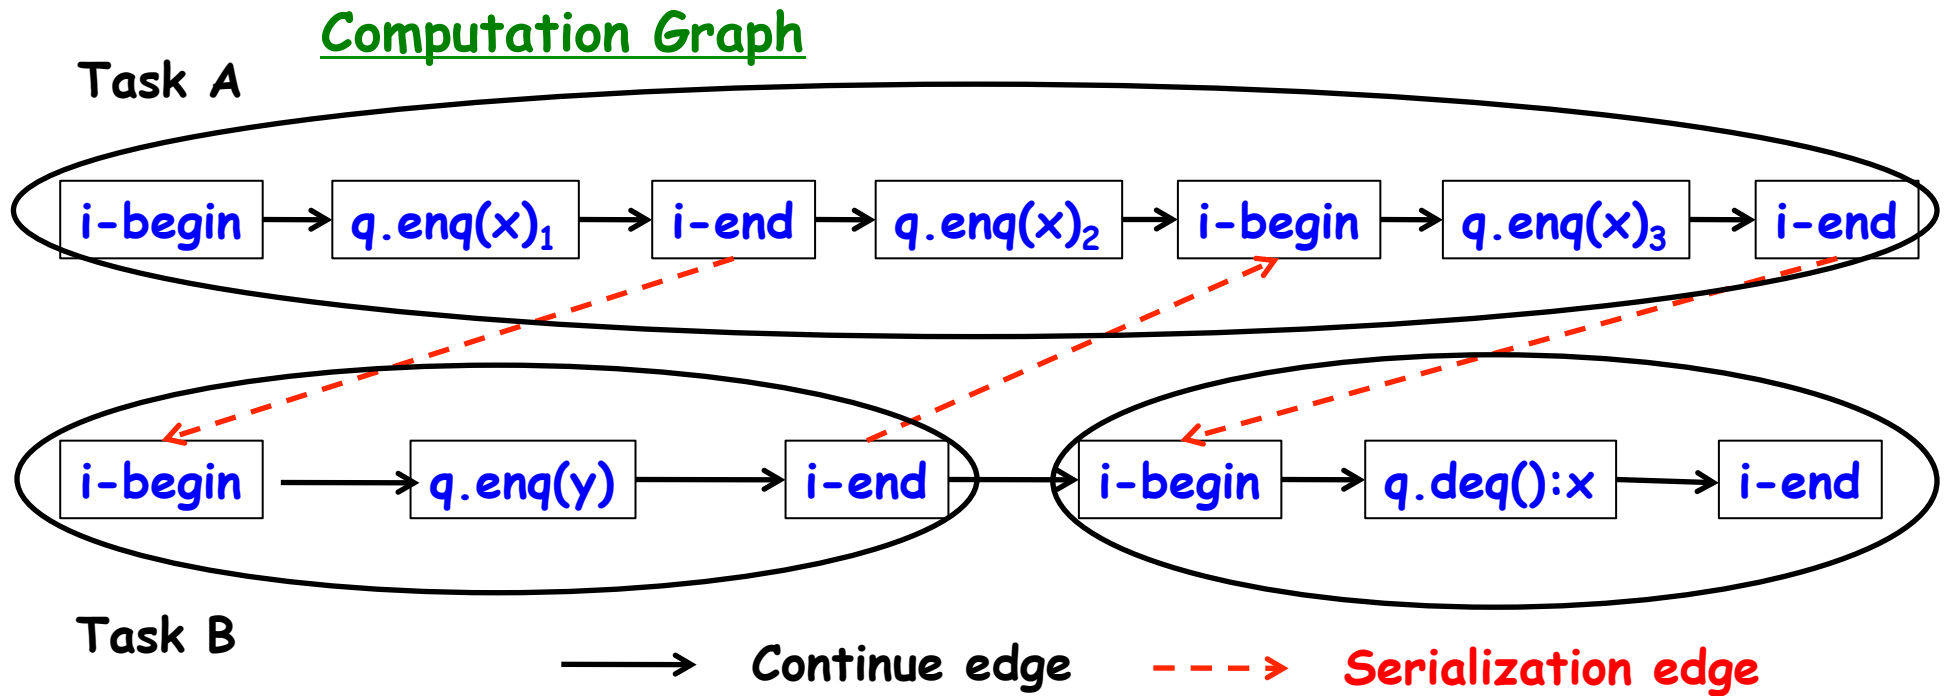 Computation Graph
Task A
i-begin q.enq(x)₁ i-end q.enq(x)₂ i-begin q.enq(x)₃ i-end
i-begin q.enq(y) i-end i-begin q.deq():x i-end
Task B
Continue edge Serialization edge